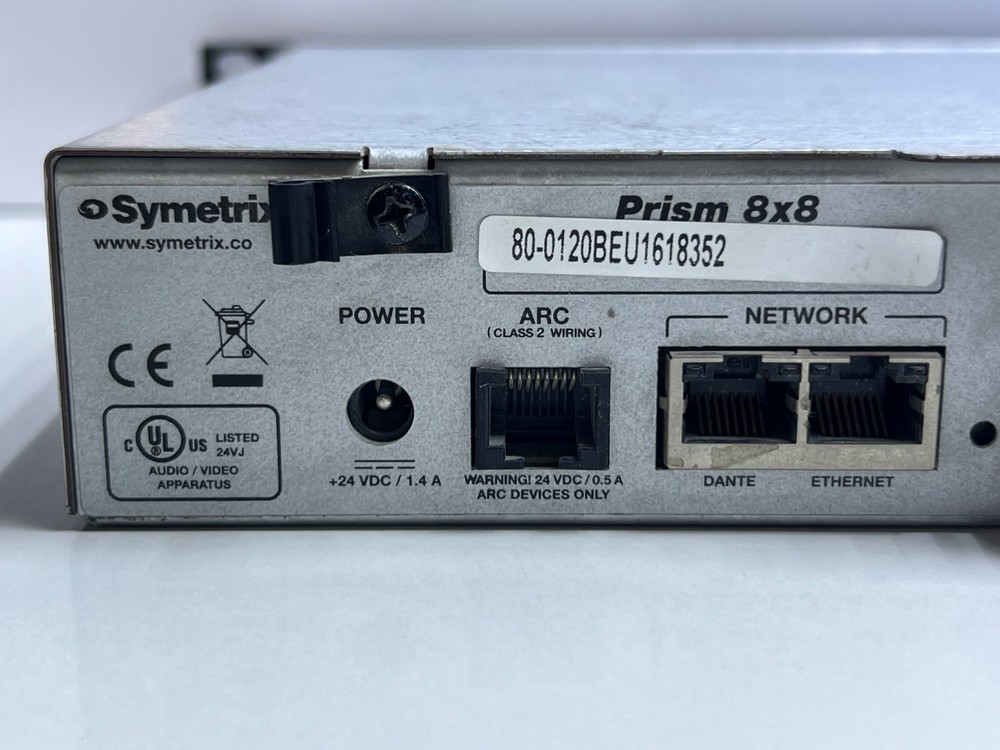 Symetrix
www.symetrix.co
Prism 8x8
80-0120BEU1618352
POWER
ARC
(CLASS 2 WIRING)
NETWORK
CE
C UL US LISTED
®
24VJ
AUDIO / VIDEO
APPARATUS
+24 VDC / 1.4 A
WARNING! 24 VDC / 0.5 A
ARC DEVICES ONLY
DANTE
ETHERNET